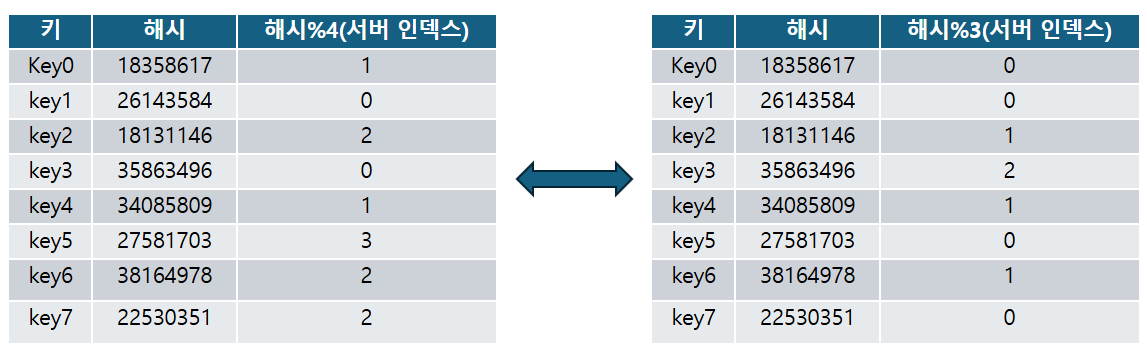 키 해시 해시%4(서버 인덱스)
Key0 18358617 1
key1 26143584 0
key2 18131146 2
key3 35863496 0
key4 34085809 1
key5 27581703 3
key6 38164978 2
key7 22530351 2
키 해시 해시%3(서버 인덱스)
Key0 18358617 0
key1 26143584 0
key2 18131146 1
key3 35863496 2
key4 34085809 1
key5 27581703 0
key6 38164978 1
key7 22530351 0